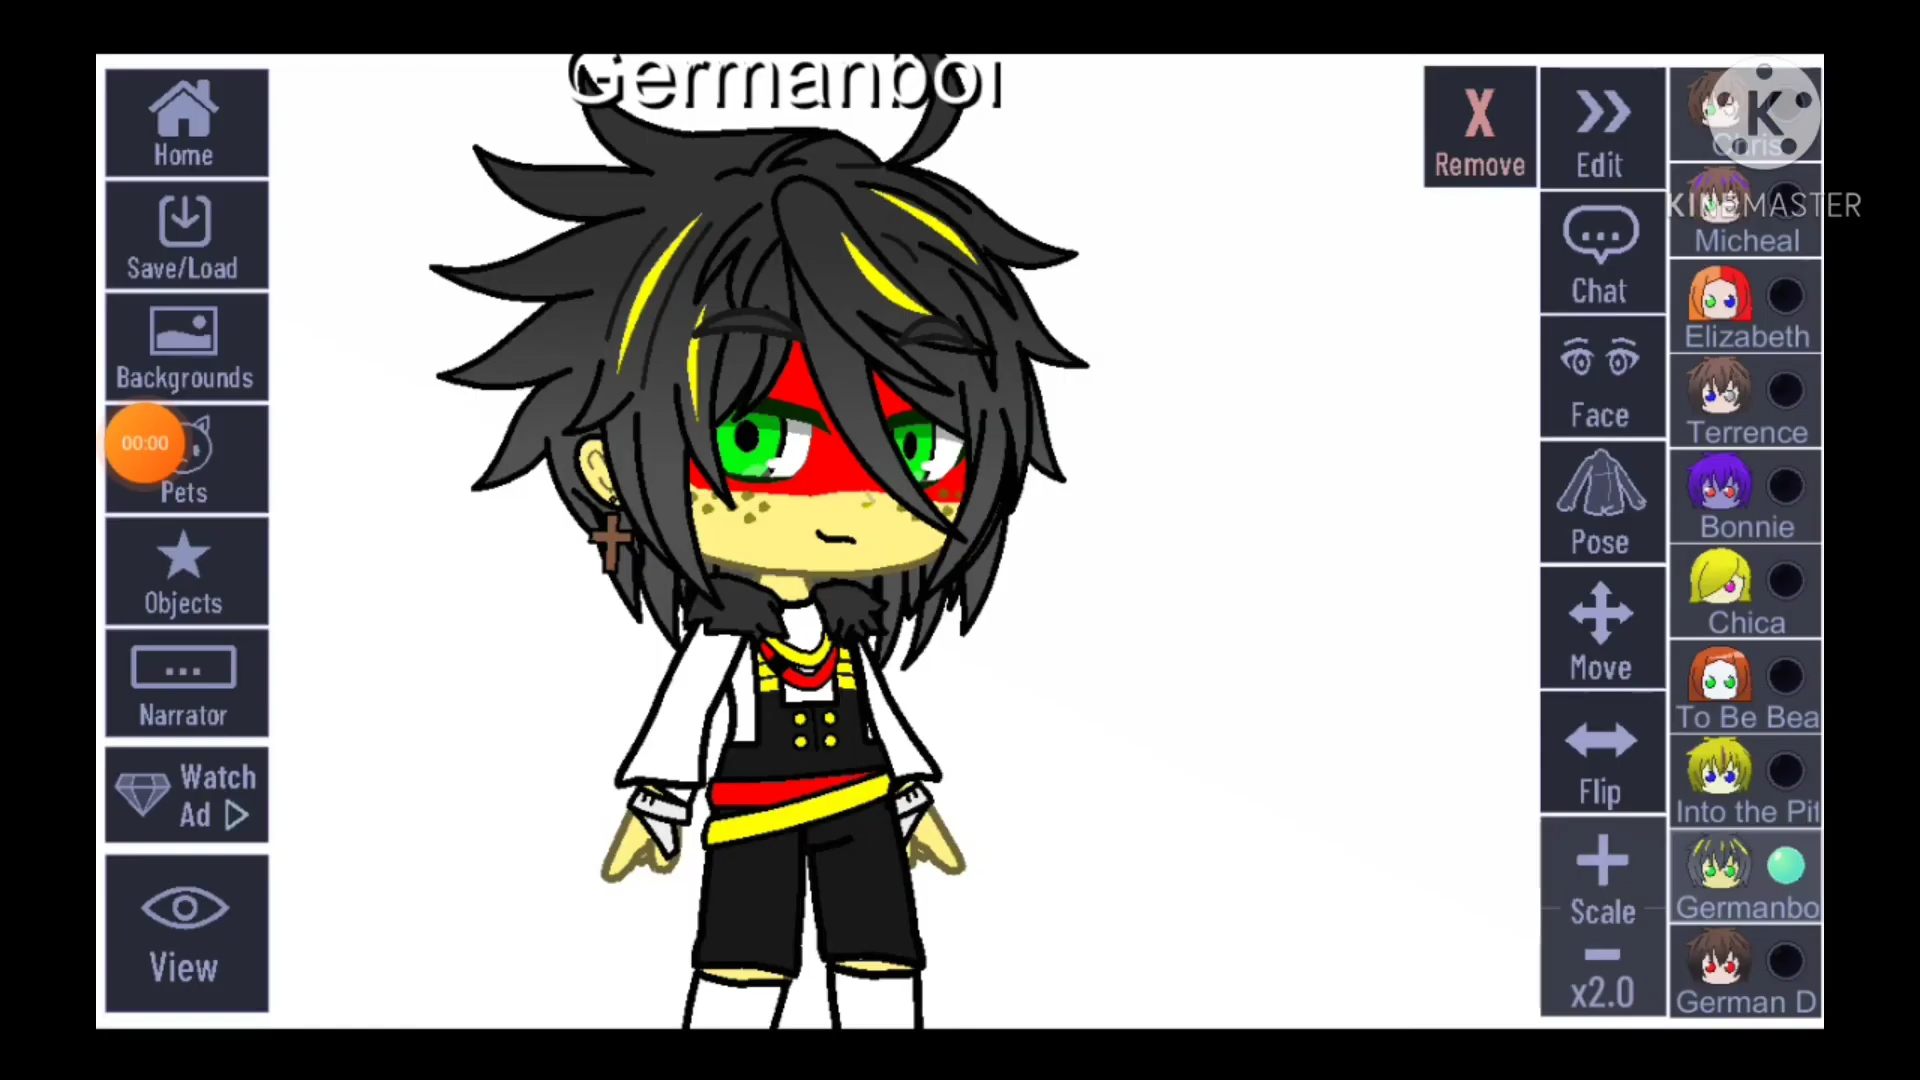 Germanboi
Home
Save/Load
Backgrounds
00:00
Pets
Objects
...
Narrator
Watch
Ad
View
X
Remove
Edit
Chat
Face
Pose
Move
Flip
Scale
x2.0
Chris
K
KINEMASTER
Micheal
Elizabeth
Terrence
Bonnie
Chica
To Be Bea
Into the Pit
Germanbo
German D